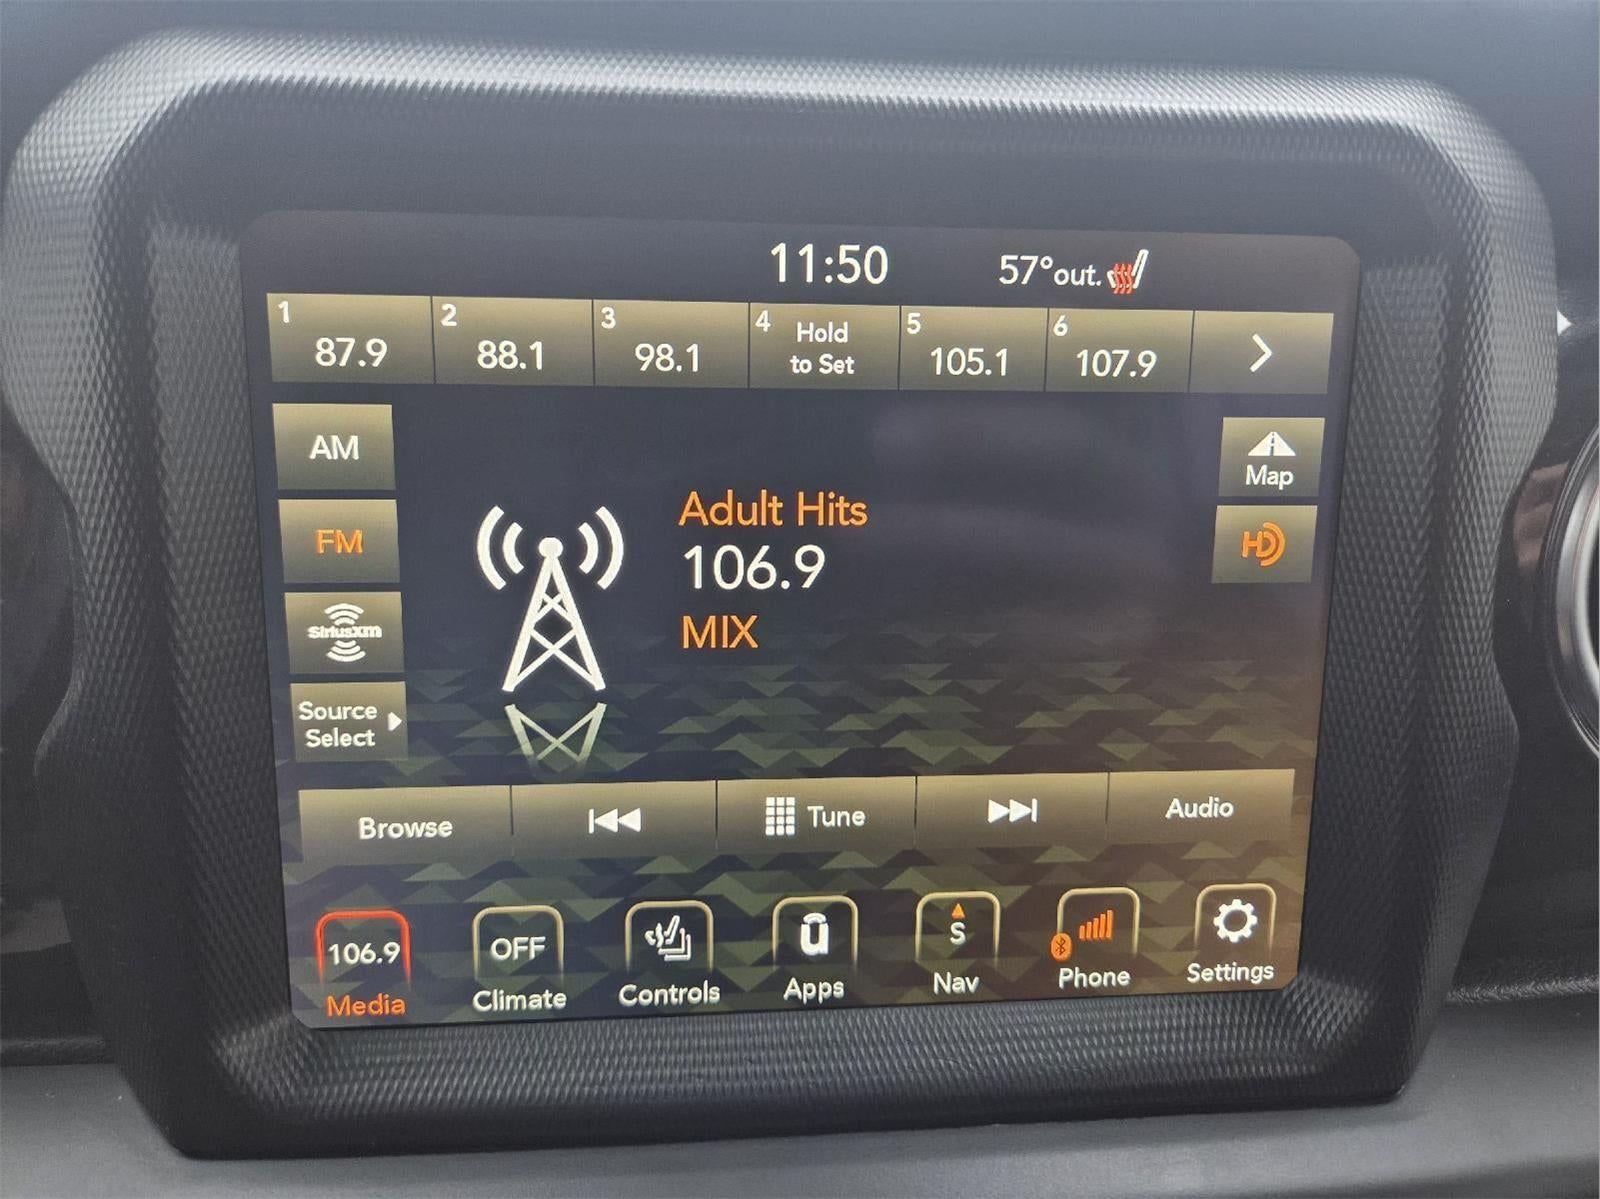 11:50
57°out.
1
87.9
2
88.1
3
98.1
4
Hold
to Set
5
105.1
6
107.9
AM
Map
FM
HD
SiriusXM
Source
Select
Adult Hits
106.9
MIX
Browse
Tune
Audio
106.9
Media
OFF
Climate
Controls
u
Apps
S
Nav
Phone
Settings